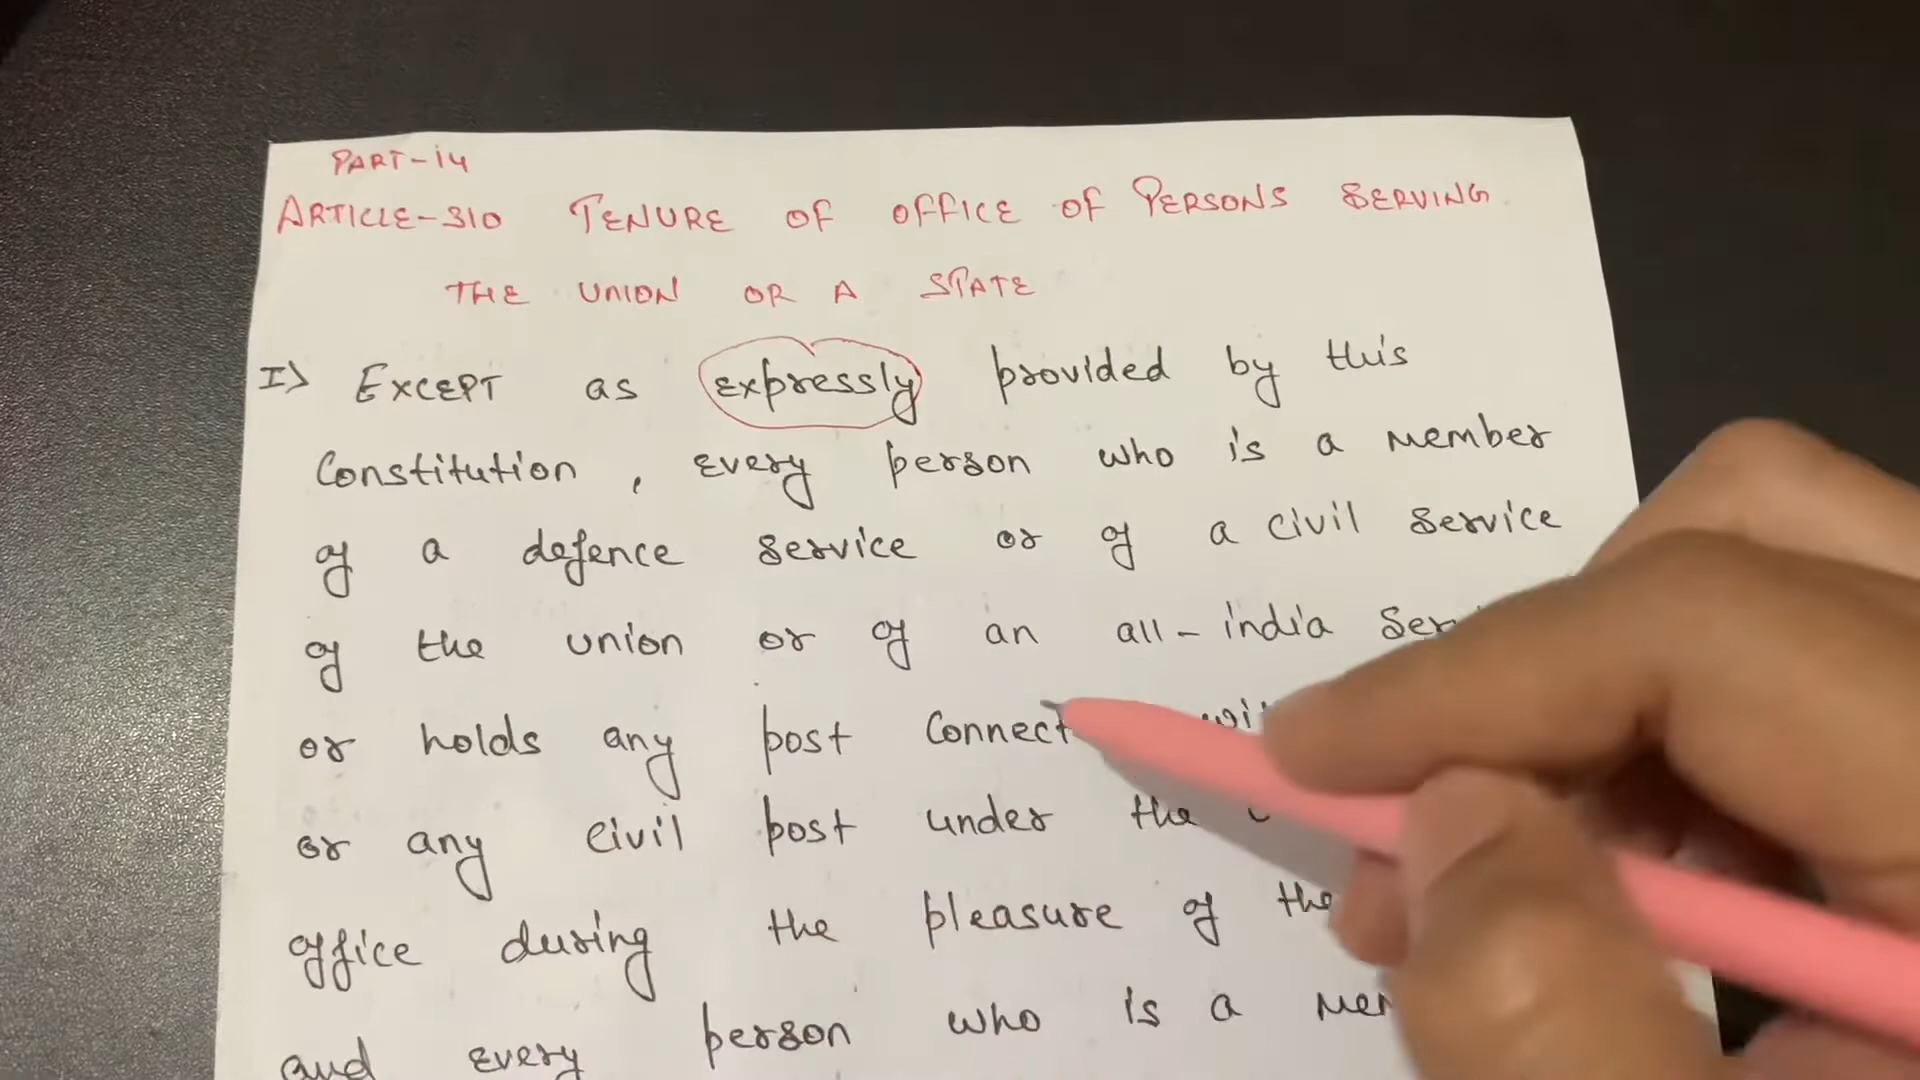 PART-14
ARTICLE-310 TENURE OF OFFICE OF PERSONS SERVING
THE UNION OR A STATE
I> EXCEPT as expressly provided by this
Constitution, every person who is a member
of a defence service or of a civil service
of the union or of an all-india
or holds any post
or any civil post under the
office during the pleasure of the
and every person who is a